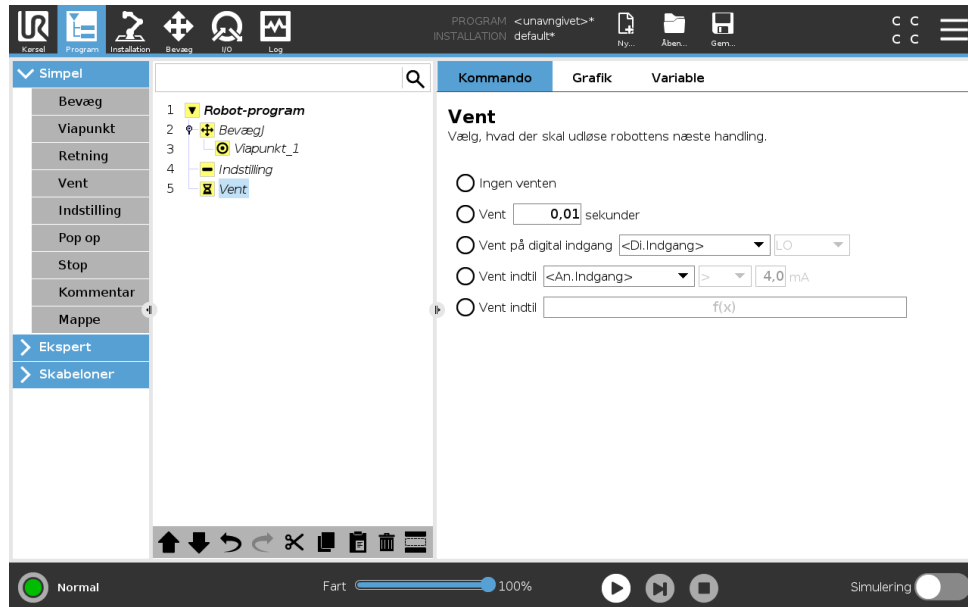 PROGRAM <unavngivet>*
INSTALLATION default*
Kørsel Program Installation Bevæg I/O Log Ny... Åben... Gem...
C C
C C
Simpel
Bevæg
Viapunkt
Retning
Vent
Indstilling
Pop op
Stop
Kommentar
Mappe
Ekspert
Skabeloner
1 Robot-program
2 BevægJ
3 Viapunkt_1
4 Indstilling
5 Vent
Kommando Grafik Variable
Vent
Vælg, hvad der skal udløse robottens næste handling.
Ingen venten
Vent 0,01 sekunder
Vent på digital indgang <Di.Indgang> LO
Vent indtil <An.Indgang> > 4,0 mA
Vent indtil f(x)
Normal
Fart 100%
Simulering